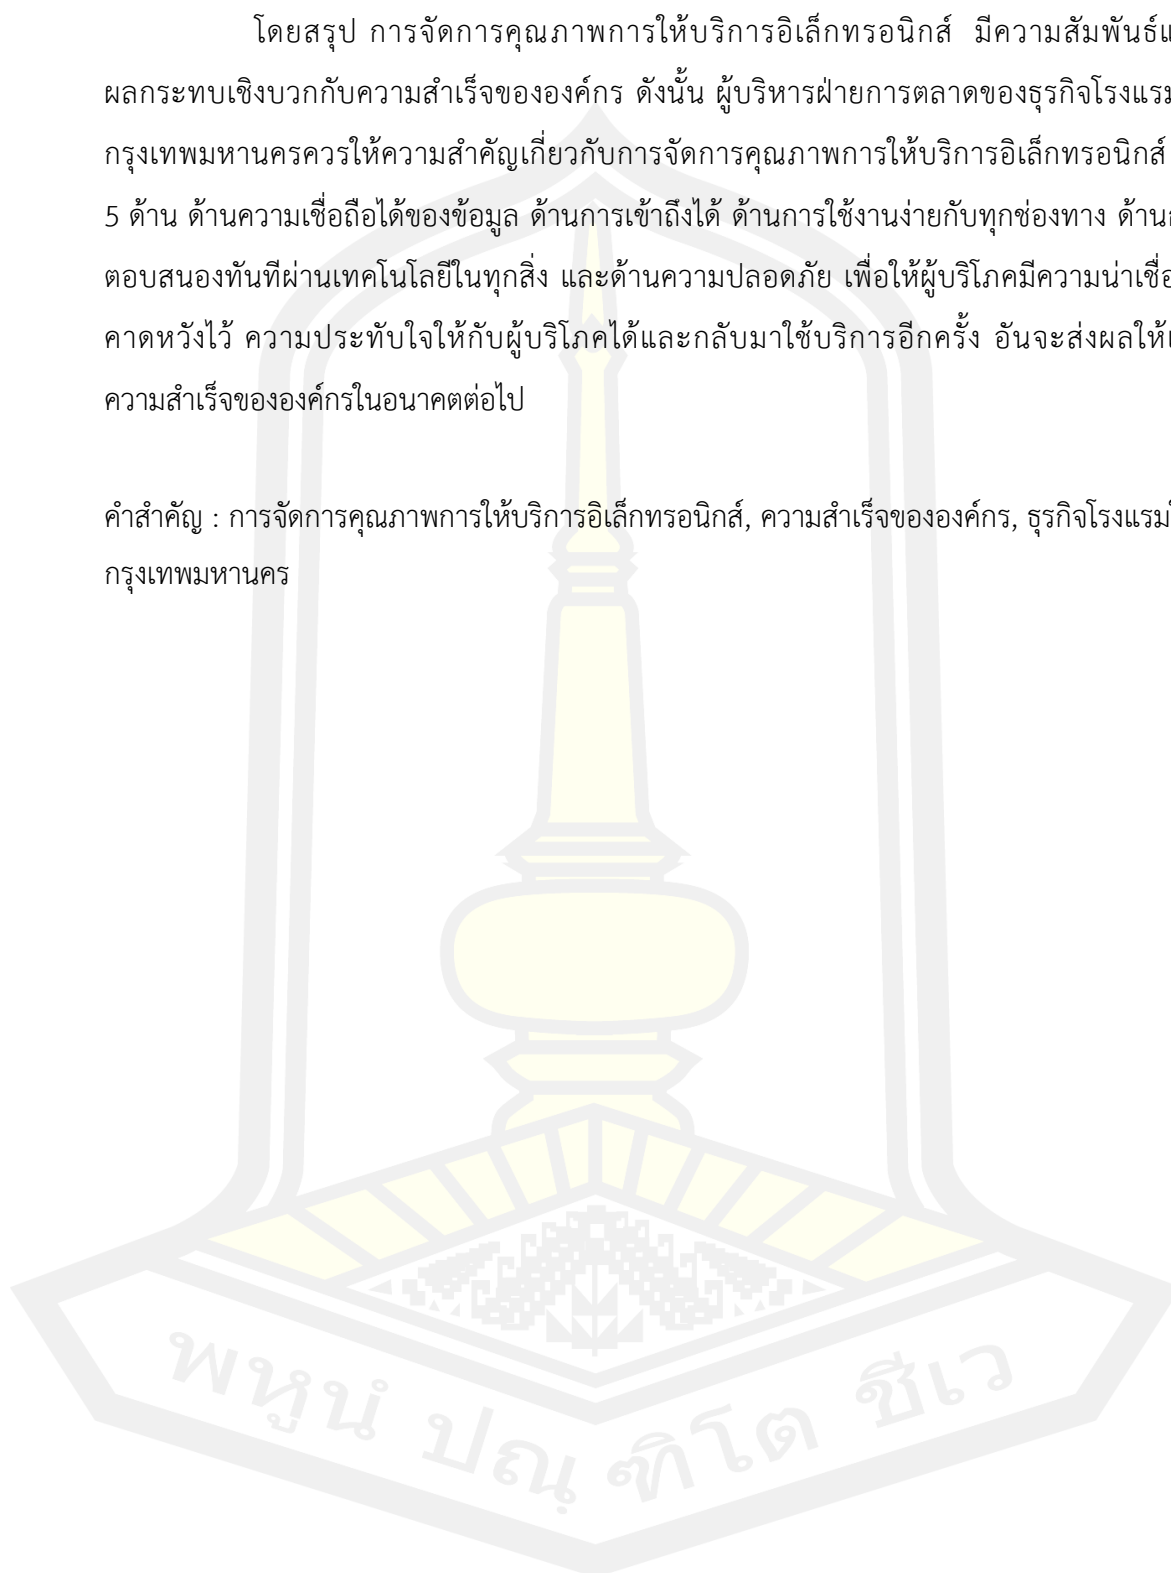 โดยสรุป การจัดการคุณภาพการให้บริการอิเล็กทรอนิกส์ มีความสัมพันธ์
ผลกระทบเชิงบวกกับความสำเร็จขององค์กร ดังนั้น ผู้บริหารฝ่ายการตลาดของธุรกิจโรงแรม
กรุงเทพมหานครควรให้ความสำคัญเกี่ยวกับการจัดการคุณภาพการให้บริการอิเล็กทรอนิกส์
5 ด้าน ด้านความเชื่อถือได้ของข้อมูล ด้านการเข้าถึงได้ ด้านการใช้งานง่ายกับทุกช่องทาง ด้าน
ตอบสนองทันทีผ่านเทคโนโลยีในทุกสิ่ง และด้านความปลอดภัย เพื่อให้ผู้บริโภคมีความน่าเชื่อ
คาดหวังไว้ ความประทับใจให้กับผู้บริโภคได้และกลับมาใช้บริการอีกครั้ง อันจะส่งผลให้
ความสำเร็จขององค์กรในอนาคตต่อไป
คำสำคัญ : การจัดการคุณภาพการให้บริการอิเล็กทรอนิกส์, ความสำเร็จขององค์กร, ธุรกิจโรงแรม
กรุงเทพมหานคร
พหูนํ ปณฺฑิโต ชีเว